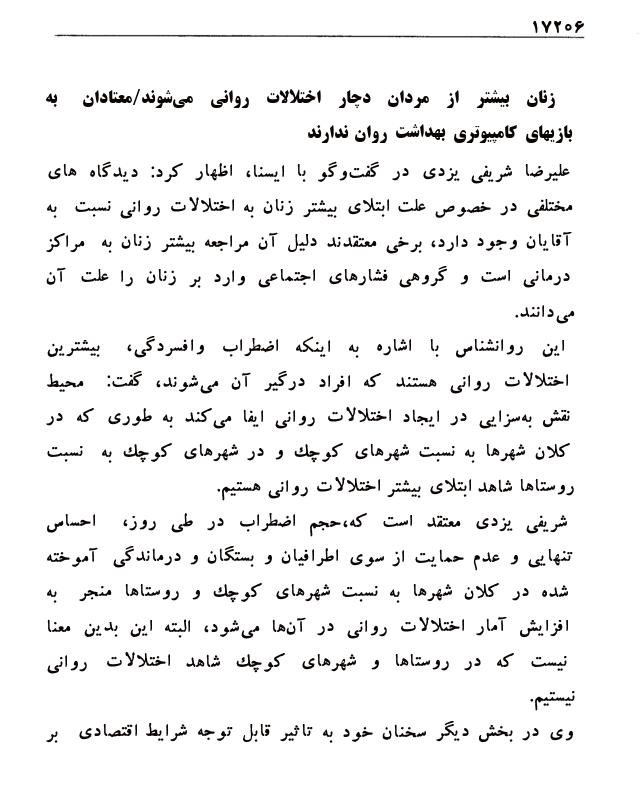 ۱۷۲۰۶
زنان بیشتر از مردان دچار اختلالات روانی می‌شوند/معتادان به
بازیهای کامپیوتری بهداشت روان ندارند
علیرضا شریفی یزدی در گفت‌وگو با ایسنا، اظهار کرد: دیدگاه های
مختلفی در خصوص علت ابتلای بیشتر زنان به اختلالات روانی نسبت به
آقایان وجود دارد، برخی معتقدند دلیل آن مراجعه بیشتر زنان به مراکز
درمانی است و گروهی فشارهای اجتماعی وارد بر زنان را علت آن
می‌دانند.
این روانشناس با اشاره به اینکه اضطراب وافسردگی، بیشترین
اختلالات روانی هستند که افراد درگیر آن می‌شوند، گفت: محیط
نقش به‌سزایی در ایجاد اختلالات روانی ایفا می‌کند به طوری که در
کلان شهرها به نسبت شهرهای کوچك و در شهرهای کوچك به نسبت
روستاها شاهد ابتلای بیشتر اختلالات روانی هستیم.
شریفی یزدی معتقد است که،حجم اضطراب در طی روز، احساس
تنهایی و عدم حمایت از سوی اطرافیان و بستگان و درماندگی آموخته
شده در کلان شهرها به نسبت شهرهای کوچك و روستاها منجر به
افزایش آمار اختلالات روانی در آن‌ها می‌شود، البته این بدین معنا
نیست که در روستاها و شهرهای کوچك شاهد اختلالات روانی
نیستیم.
وی در بخش دیگر سخنان خود به تاثیر قابل توجه شرایط اقتصادی بر